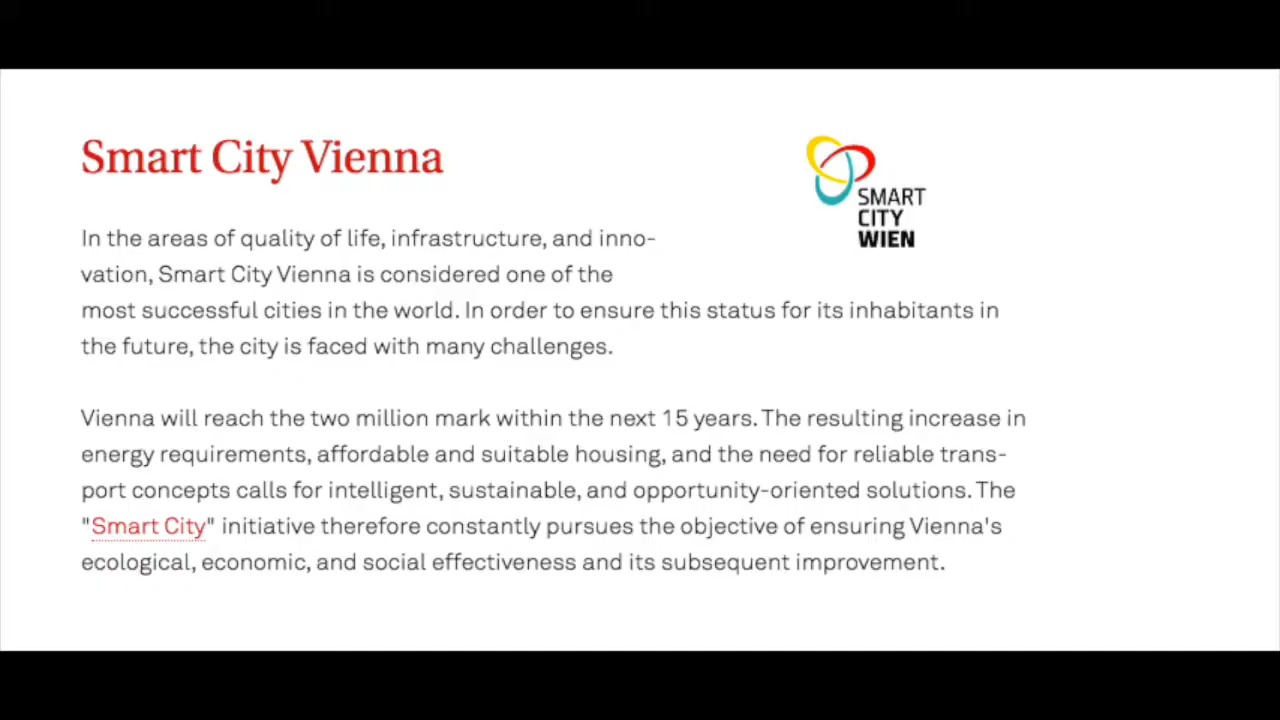 Smart City Vienna
SMART
CITY
WIEN
In the areas of quality of life, infrastructure, and inno-
vation, Smart City Vienna is considered one of the
most successful cities in the world. In order to ensure this status for its inhabitants in
the future, the city is faced with many challenges.
Vienna will reach the two million mark within the next 15 years. The resulting increase in
energy requirements, affordable and suitable housing, and the need for reliable trans-
port concepts calls for intelligent, sustainable, and opportunity-oriented solutions. The
"Smart City" initiative therefore constantly pursues the objective of ensuring Vienna's
ecological, economic, and social effectiveness and its subsequent improvement.